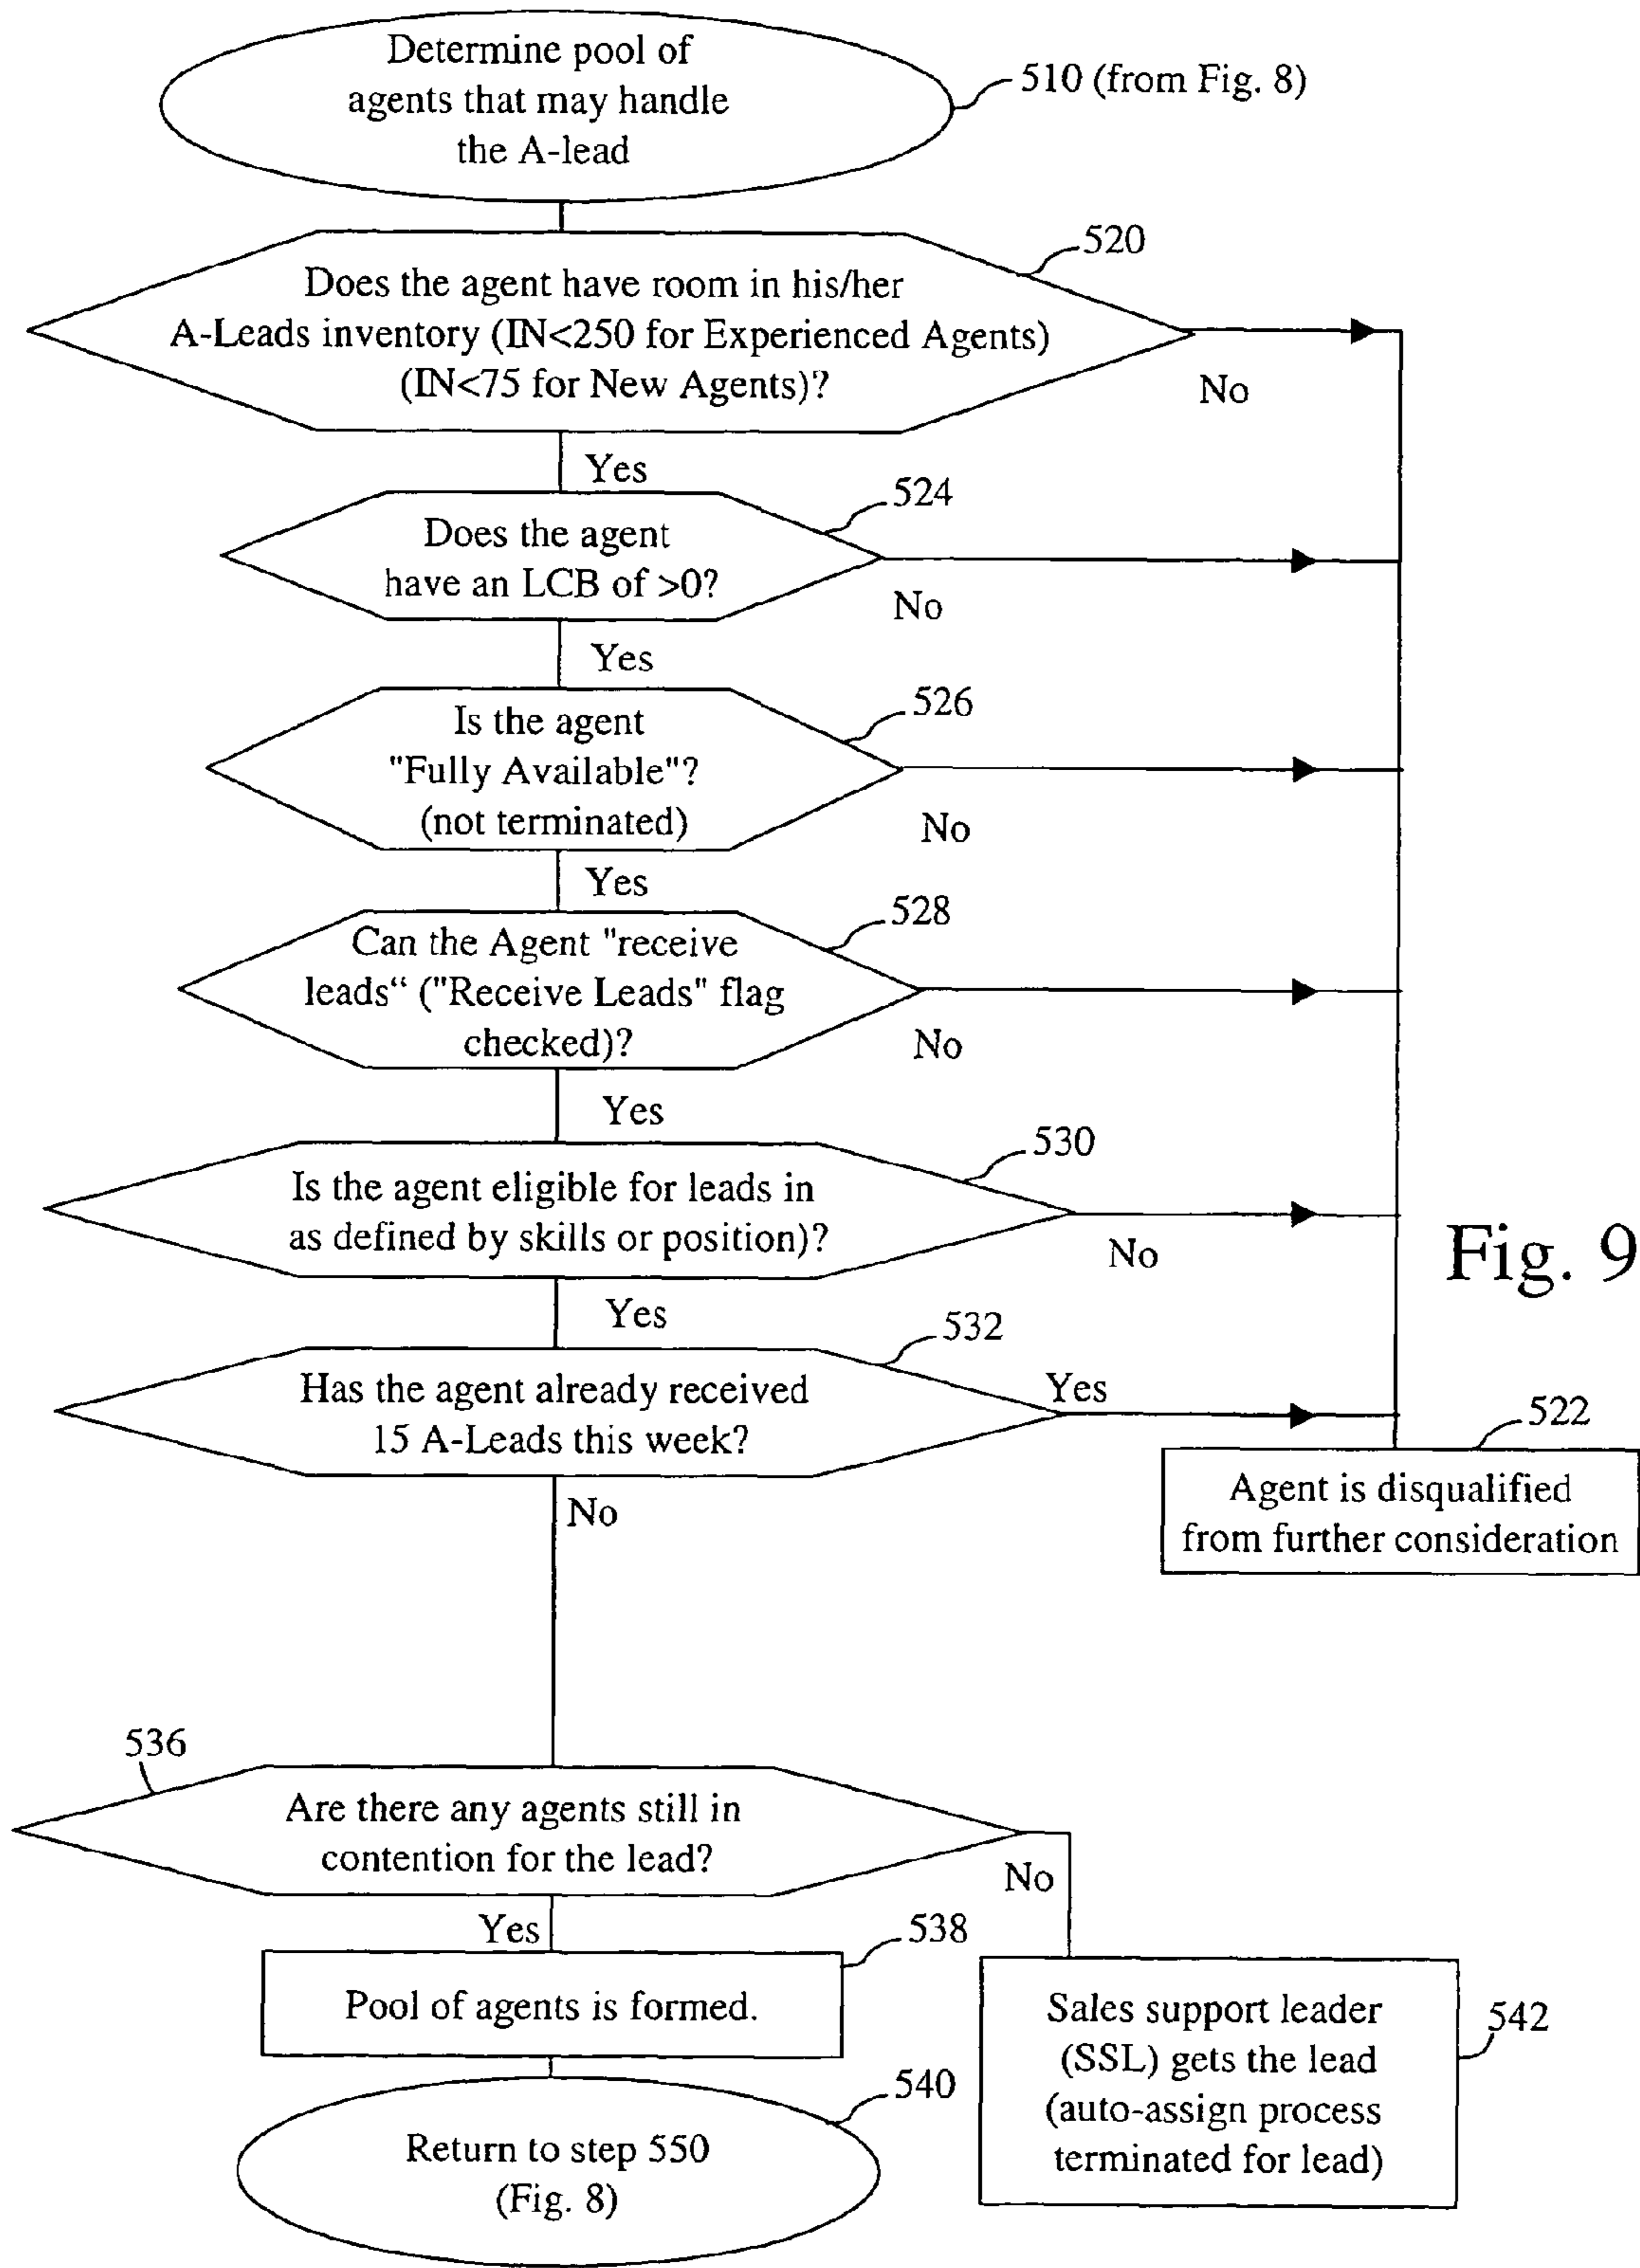 Determine pool of
agents that may handle
the A-lead
510 (from Fig. 8)
520
Does the agent have room in his/her
A-Leads inventory (IN<250 for Experienced Agents)
(IN<75 for New Agents)?
No
Yes
524
Does the agent
have an LCB of >0?
No
Yes
526
Is the agent
"Fully Available"?
(not terminated)
No
Yes
528
Can the Agent "receive
leads“ ("Receive Leads" flag
checked)?
No
Yes
530
Is the agent eligible for leads in
as defined by skills or position)?
No
Fig. 9
Yes
532
Has the agent already received
15 A-Leads this week?
Yes
522
Agent is disqualified
from further consideration
No
536
Are there any agents still in
contention for the lead?
No
Yes
538
Pool of agents is formed.
542
Sales support leader
(SSL) gets the lead
(auto-assign process
terminated for lead)
540
Return to step 550
(Fig. 8)